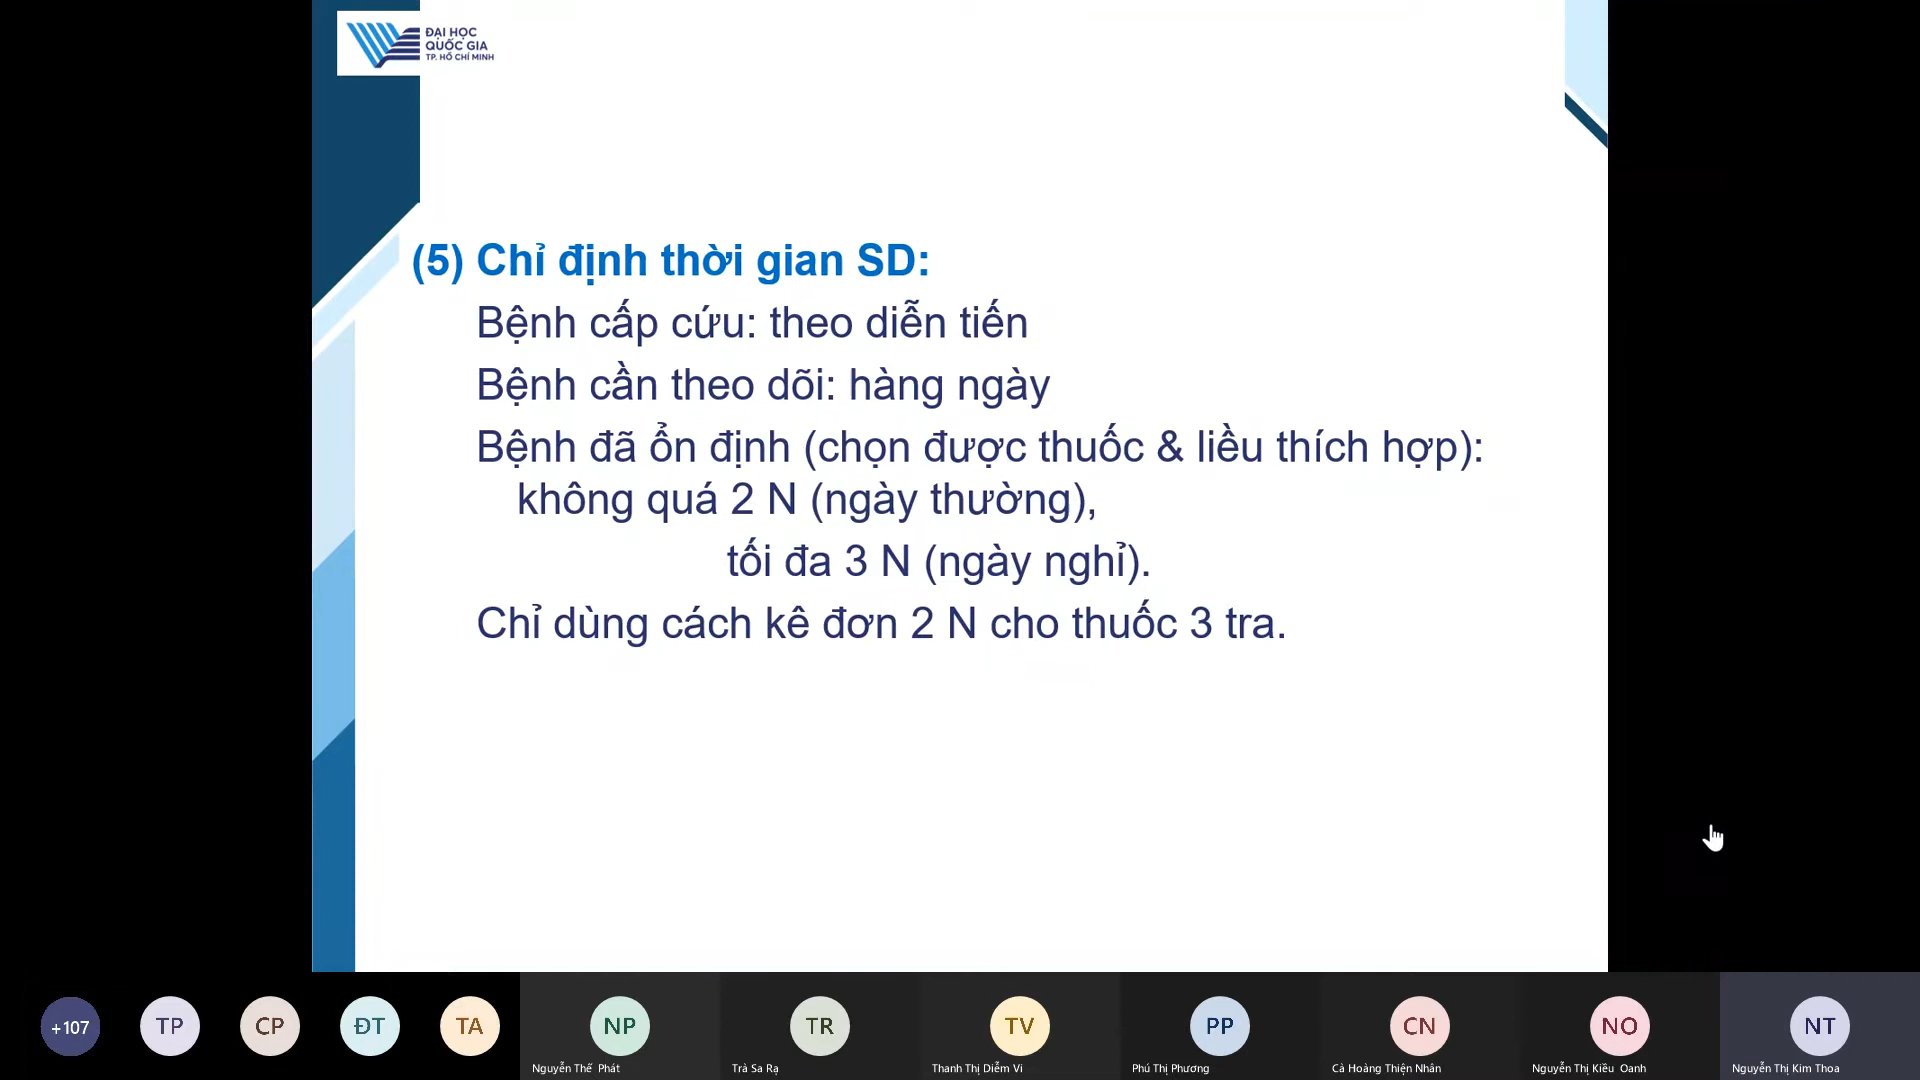 ĐẠI HỌC
QUỐC GIA
TP. HỒ CHÍ MINH
(5) Chỉ định thời gian SD:
Bệnh cấp cứu: theo diễn tiến
Bệnh cần theo dõi: hàng ngày
Bệnh đã ổn định (chọn được thuốc & liều thích hợp):
không quá 2 N (ngày thường),
tối đa 3 N (ngày nghỉ).
Chỉ dùng cách kê đơn 2 N cho thuốc 3 tra.
+107 TP CP ĐT TA NP TR TV PP CN NO NT
Nguyễn Thế Phát Trà Sa Rạ Thanh Thị Diễm Vi Phú Thị Phương Cà Hoàng Thiện Nhân Nguyễn Thị Kiều Oanh Nguyễn Thị Kim Thoa